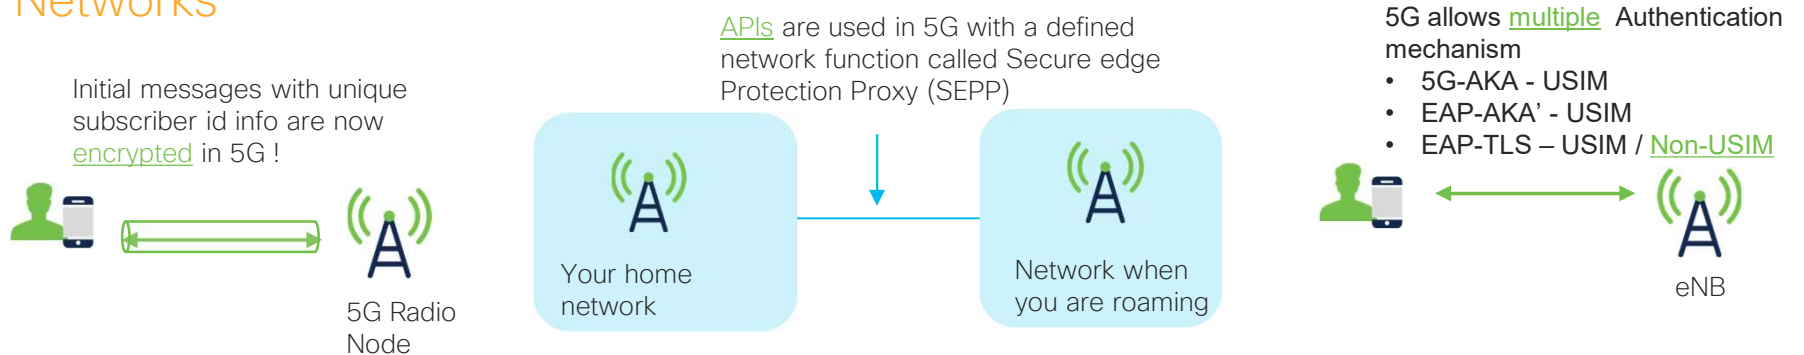 Networks
Initial messages with unique
subscriber id info are now
encrypted in 5G !
5G Radio
Node
APIs are used in 5G with a defined
network function called Secure edge
Protection Proxy (SEPP)
Your home
network
Network when
you are roaming
5G allows multiple Authentication
mechanism
• 5G-AKA - USIM
• EAP-AKA’ - USIM
• EAP-TLS – USIM / Non-USIM
eNB